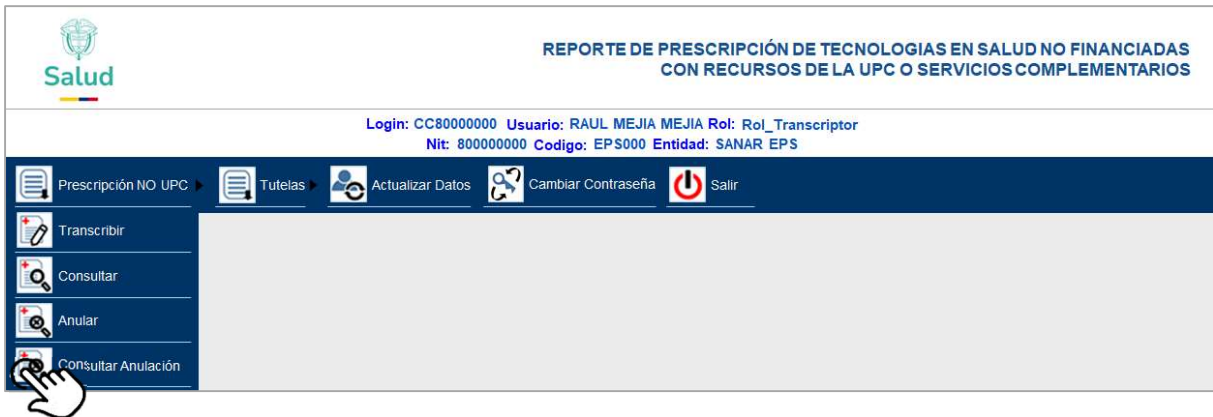 Salud
REPORTE DE PRESCRIPCIÓN DE TECNOLOGIAS EN SALUD NO FINANCIADAS
CON RECURSOS DE LA UPC O SERVICIOS COMPLEMENTARIOS
Login: CC80000000 Usuario: RAUL MEJIA MEJIA Rol: Rol_Transcriptor
Nit: 800000000 Codigo: EPS000 Entidad: SANAR EPS
Prescripción NO UPC Tutelas Actualizar Datos Cambiar Contraseña Salir
Transcribir
Consultar
Anular
Consultar Anulación